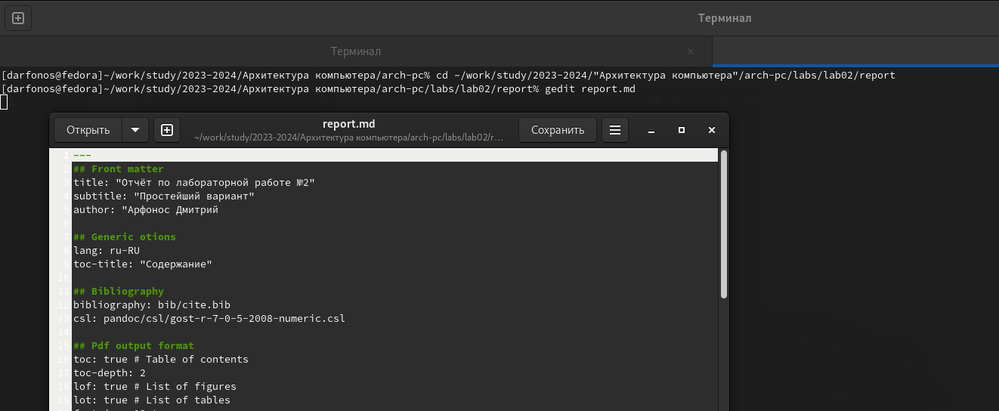 Терминал
Терминал
[darfonos@fedora]~/work/study/2023-2024/Архитектура компьютера/arch-pc% cd ~/work/study/2023-2024/"Архитектура компьютера"/arch-pc/labs/lab02/report
[darfonos@fedora]~/work/study/2023-2024/Архитектура компьютера/arch-pc/labs/lab02/report% gedit report.md
Открыть
report.md
~/work/study/2023-2024/Архитектура компьютера/arch-pc/labs/lab02/r...
Сохранить
1 ---
2 ## Front matter
3 title: "Отчёт по лабораторной работе №2"
4 subtitle: "Простейший вариант"
5 author: "Арфонос Дмитрий
6
7 ## Generic otions
8 lang: ru-RU
9 toc-title: "Содержание"
10
11 ## Bibliography
12 bibliography: bib/cite.bib
13 csl: pandoc/csl/gost-r-7-0-5-2008-numeric.csl
14
15 ## Pdf output format
16 toc: true # Table of contents
17 toc-depth: 2
18 lof: true # List of figures
19 lot: true # List of tables